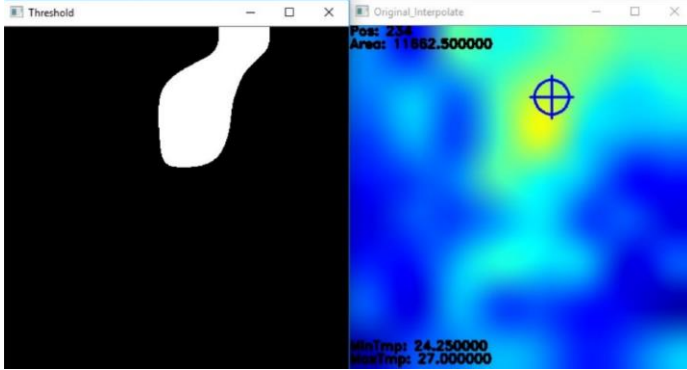 Threshold
Original_Interpolate
Pos: 234
Area: 11662.500000
MinTmp: 24.250000
MaxTmp: 27.000000